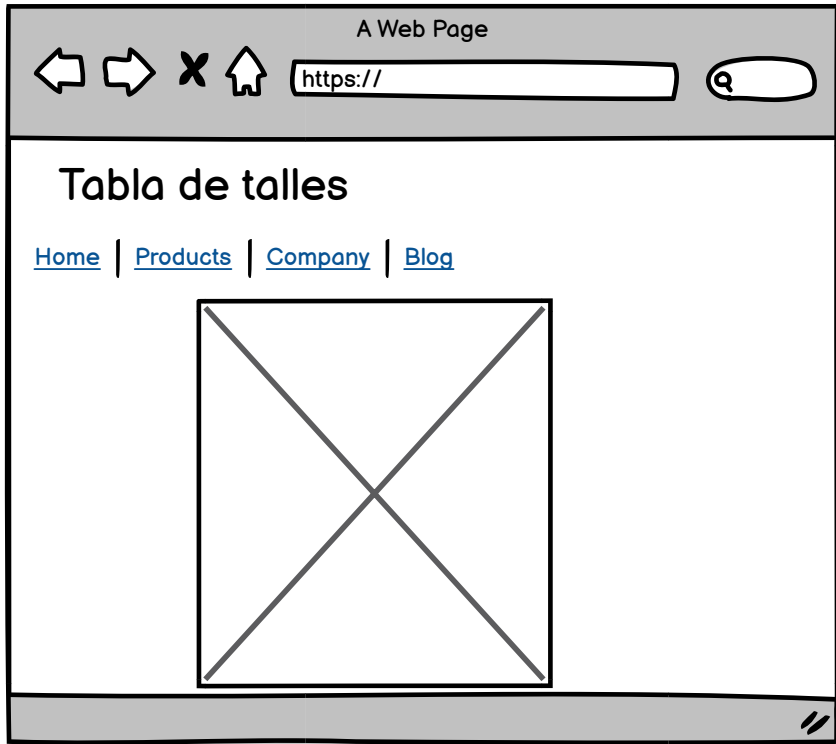 A Web Page
https://
Tabla de talles
Home | Products | Company | Blog